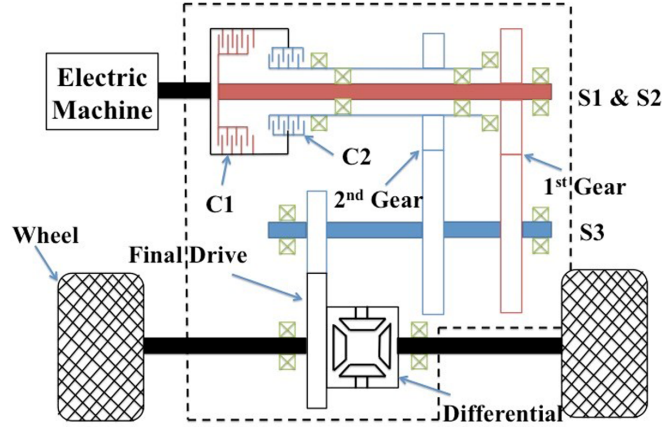 Electric
Machine
S1 & S2
C2
C1
2nd Gear
1st Gear
Wheel
Final Drive
S3
Differential